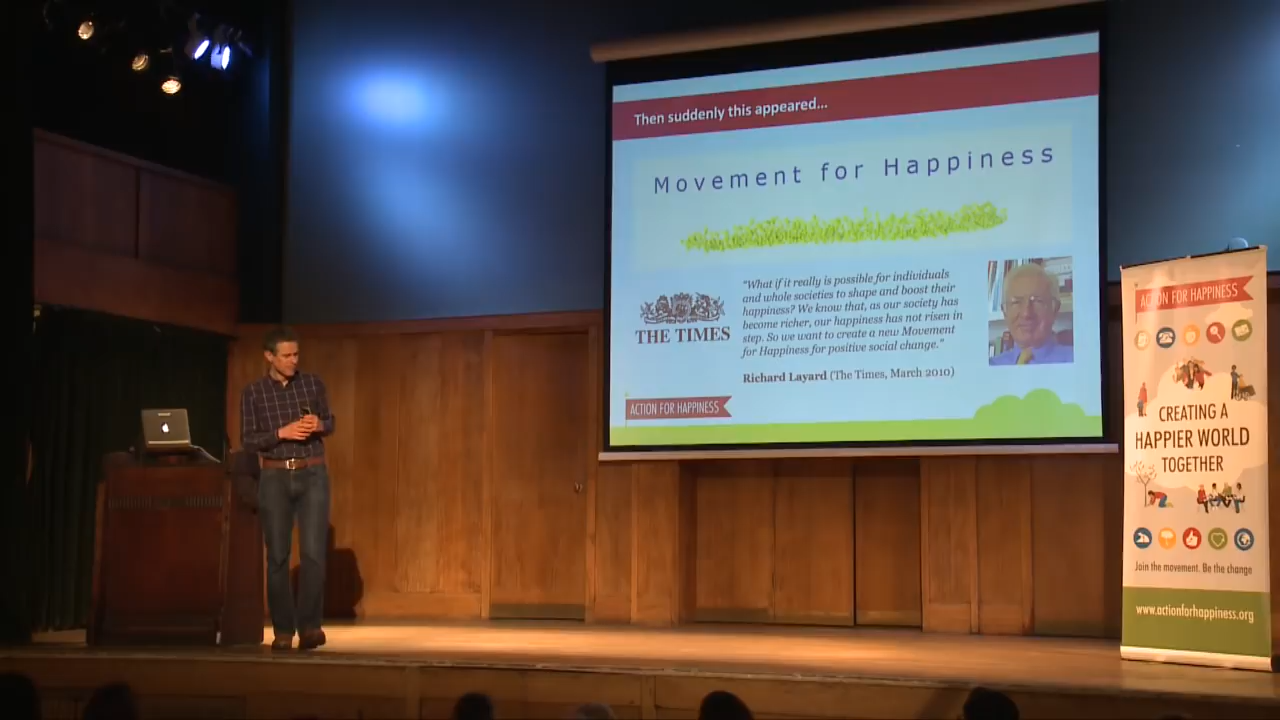 Then suddenly this appeared...
Movement for Happiness
"What if it really is possible for individuals
and whole societies to shape and boost their
happiness? We know that, as our society has
become richer, our happiness has not risen in
step. So we want to create a new Movement
for Happiness for positive social change."
THE TIMES
Richard Layard (The Times, March 2010)
ACTION FOR HAPPINESS
ACTION FOR HAPPINESS
CREATING A
HAPPIER WORLD
TOGETHER
Join the movement. Be the change
www.actionforhappiness.org